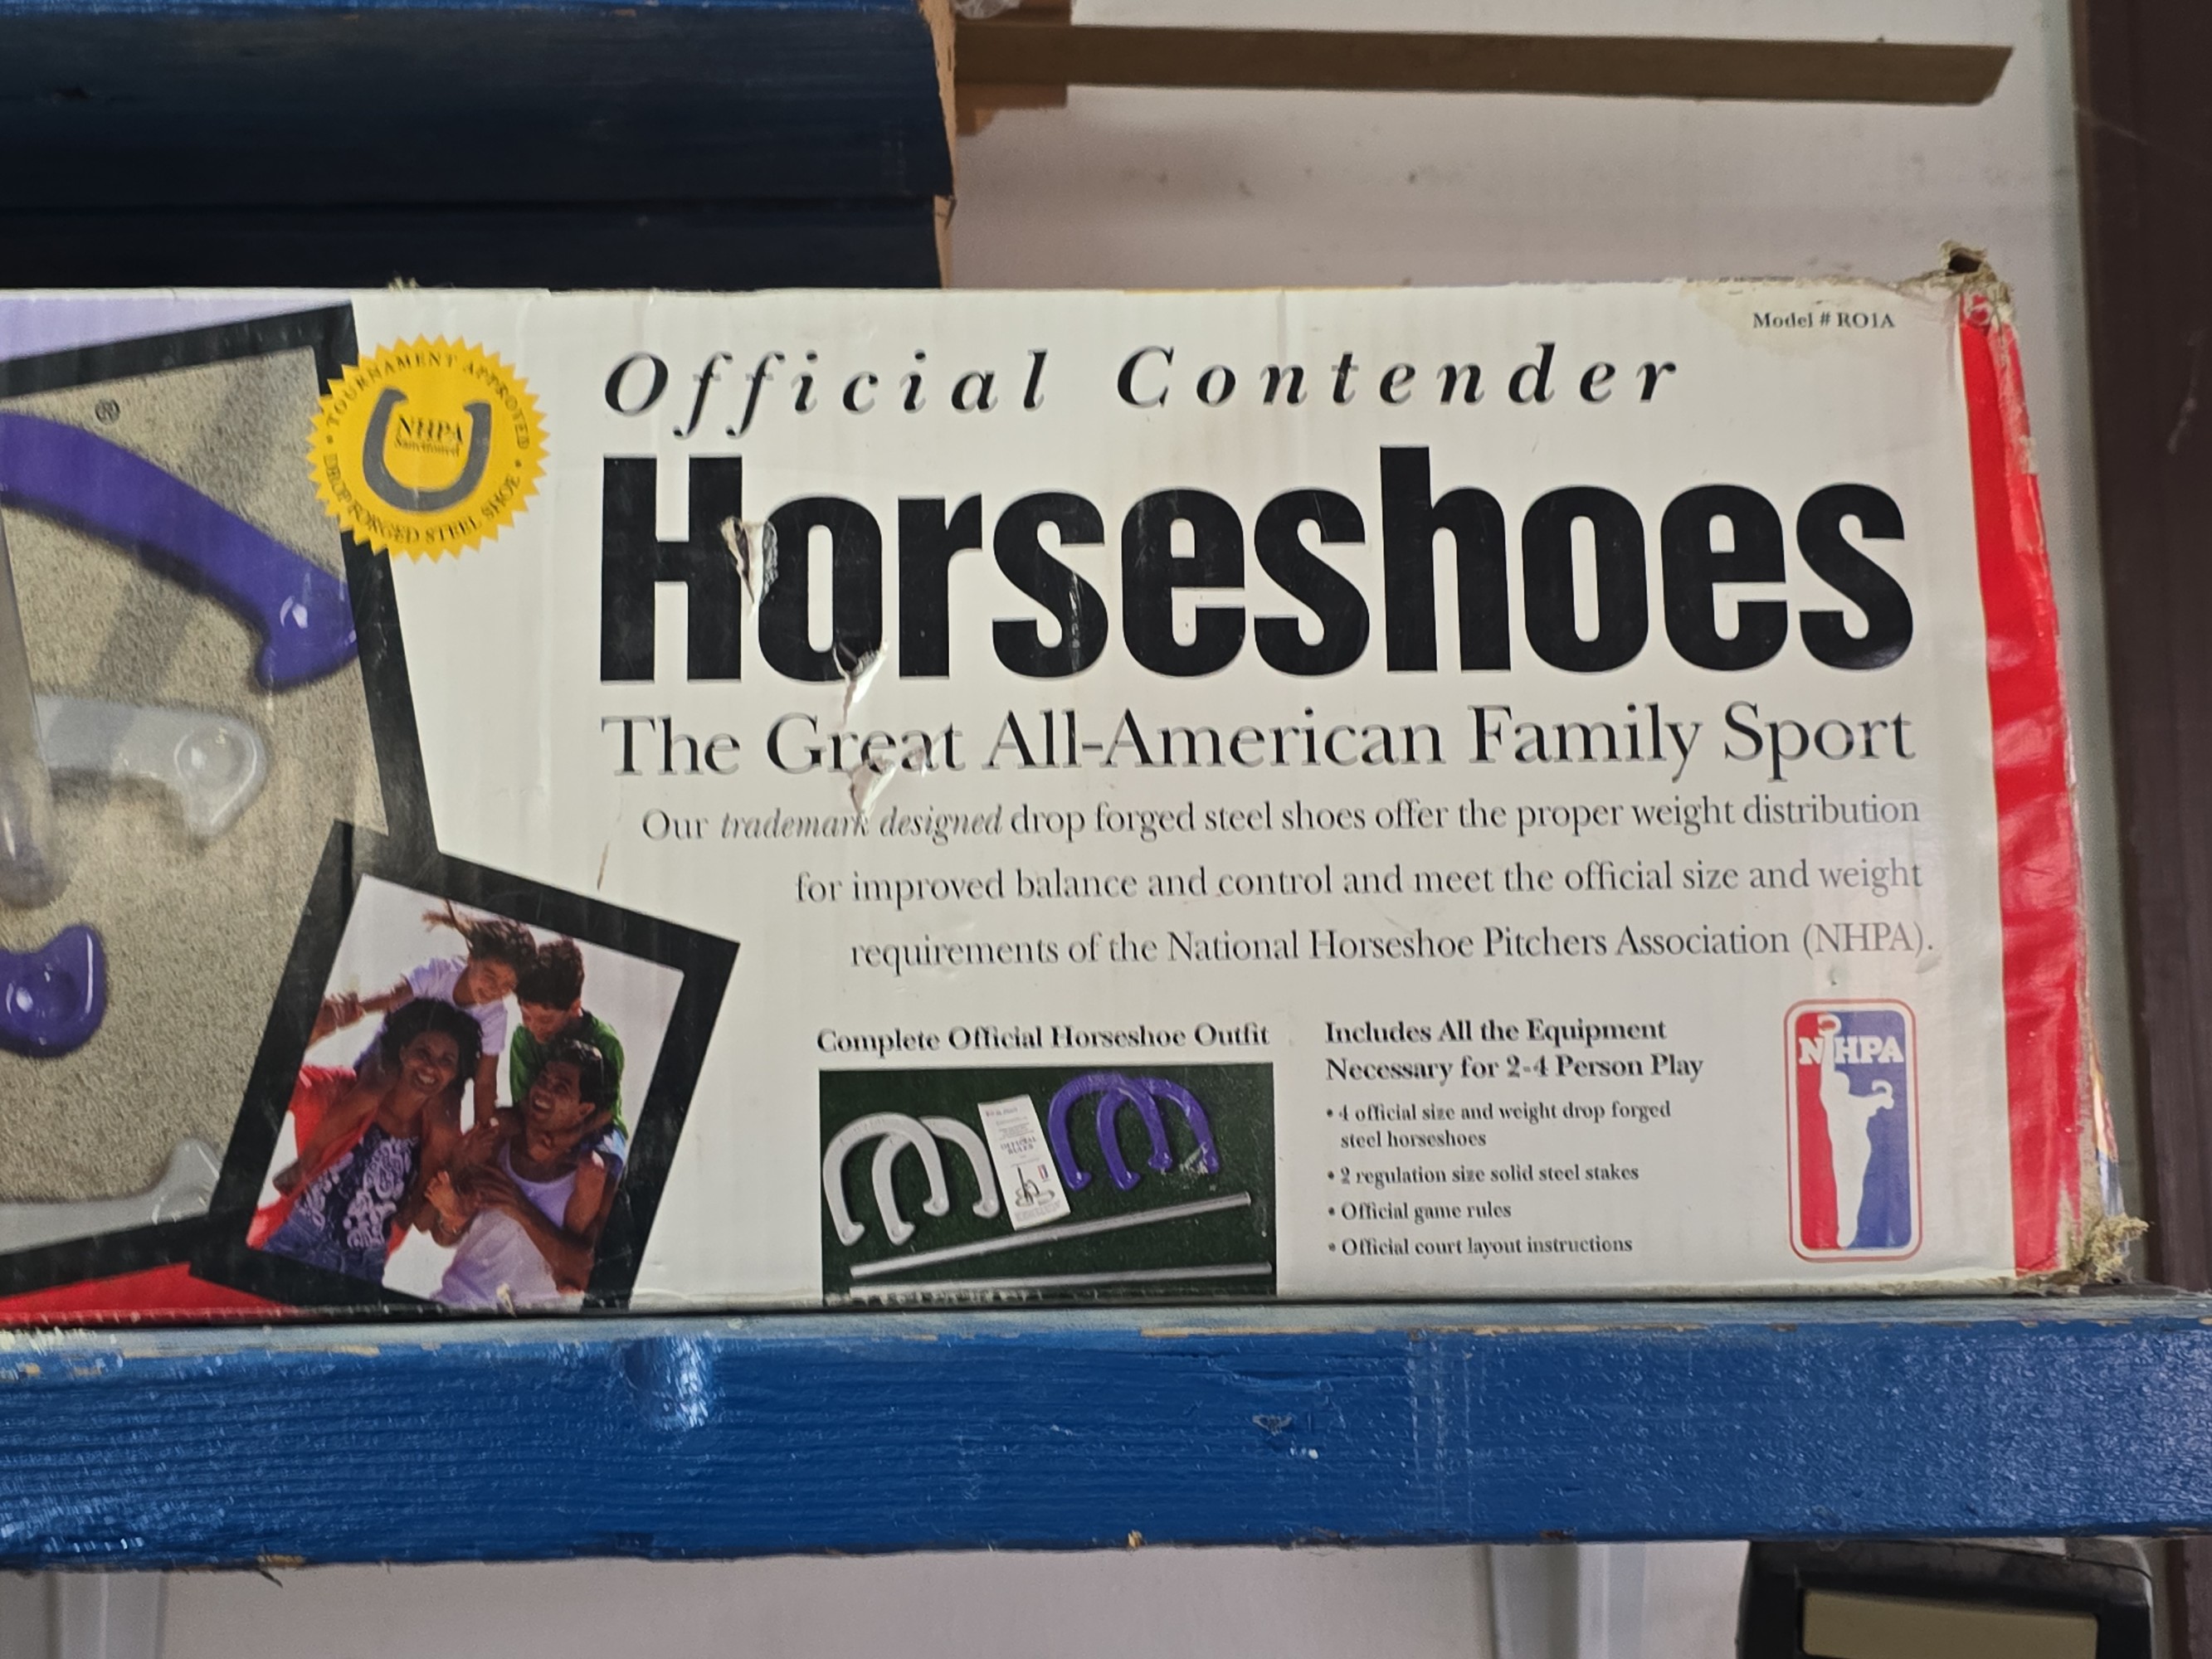 Model # RO1A
®
TOURNAMENT APPROVED
NHPA
Sanctioned
DROP FORGED STEEL SHOE
Official Contender
Horseshoes
The Great All-American Family Sport
Our trademark designed drop forged steel shoes offer the proper weight distribution
for improved balance and control and meet the official size and weight
requirements of the National Horseshoe Pitchers Association (NHPA).
Complete Official Horseshoe Outfit
OFFICIAL
RULES
Includes All the Equipment
Necessary for 2-4 Person Play
• 4 official size and weight drop forged
steel horseshoes
• 2 regulation size solid steel stakes
• Official game rules
• Official court layout instructions
NHPA